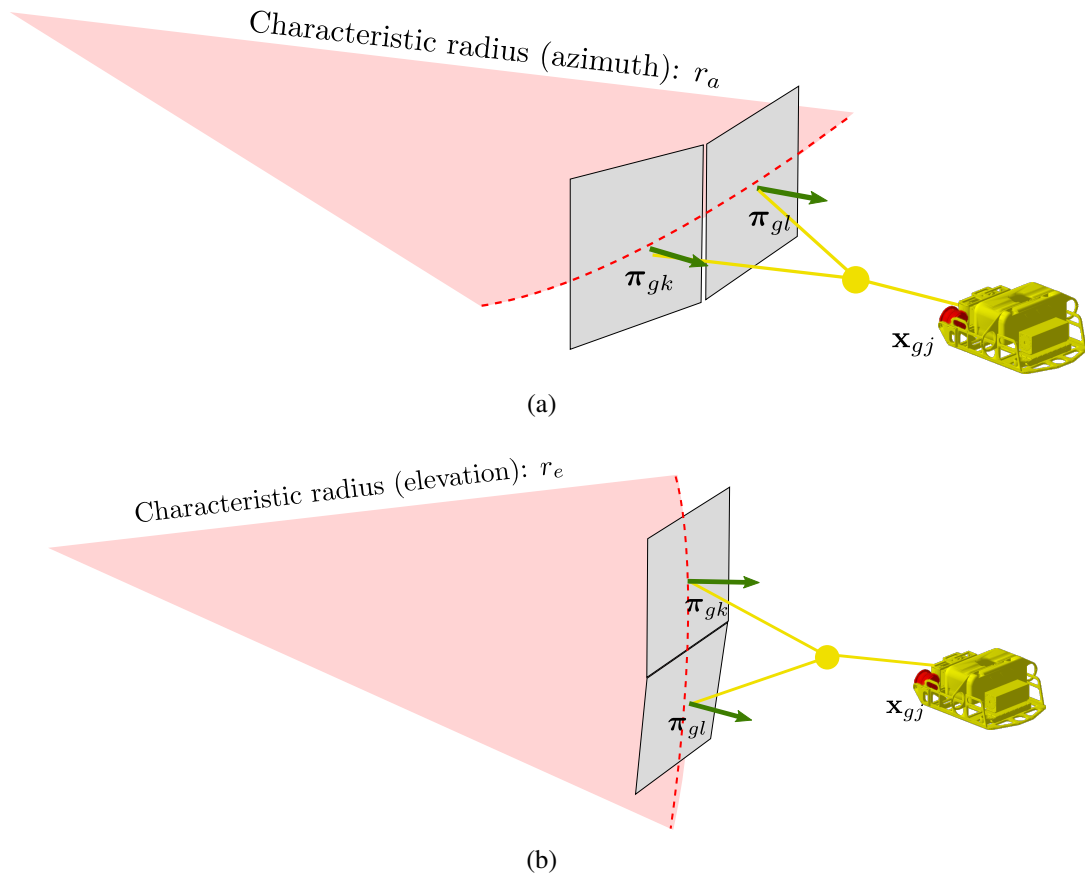 Characteristic radius (azimuth): r_a
π_gl
π_gk
x_gj
(a)
Characteristic radius (elevation): r_e
π_gk
x_gj
π_gl
(b)